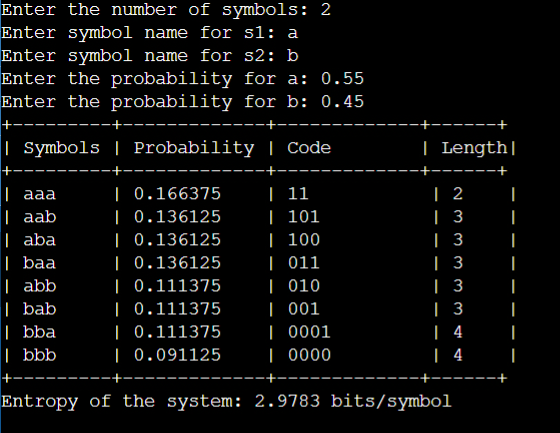 Enter the number of symbols: 2
Enter symbol name for s1: a
Enter symbol name for s2: b
Enter the probability for a: 0.55
Enter the probability for b: 0.45
+---------+-------------+-------------+------+
| Symbols | Probability | Code        | Length|
+---------+-------------+-------------+------+
| aaa     | 0.166375    | 11           | 2    |
| aab     | 0.136125    | 101          | 3    |
| aba     | 0.136125    | 100          | 3    |
| baa     | 0.136125    | 011          | 3    |
| abb     | 0.111375    | 010          | 3    |
| bab     | 0.111375    | 001          | 3    |
| bba     | 0.111375    | 0001         | 4    |
| bbb     | 0.091125    | 0000         | 4    |
+---------+-------------+-------------+------+
Entropy of the system: 2.9783 bits/symbol